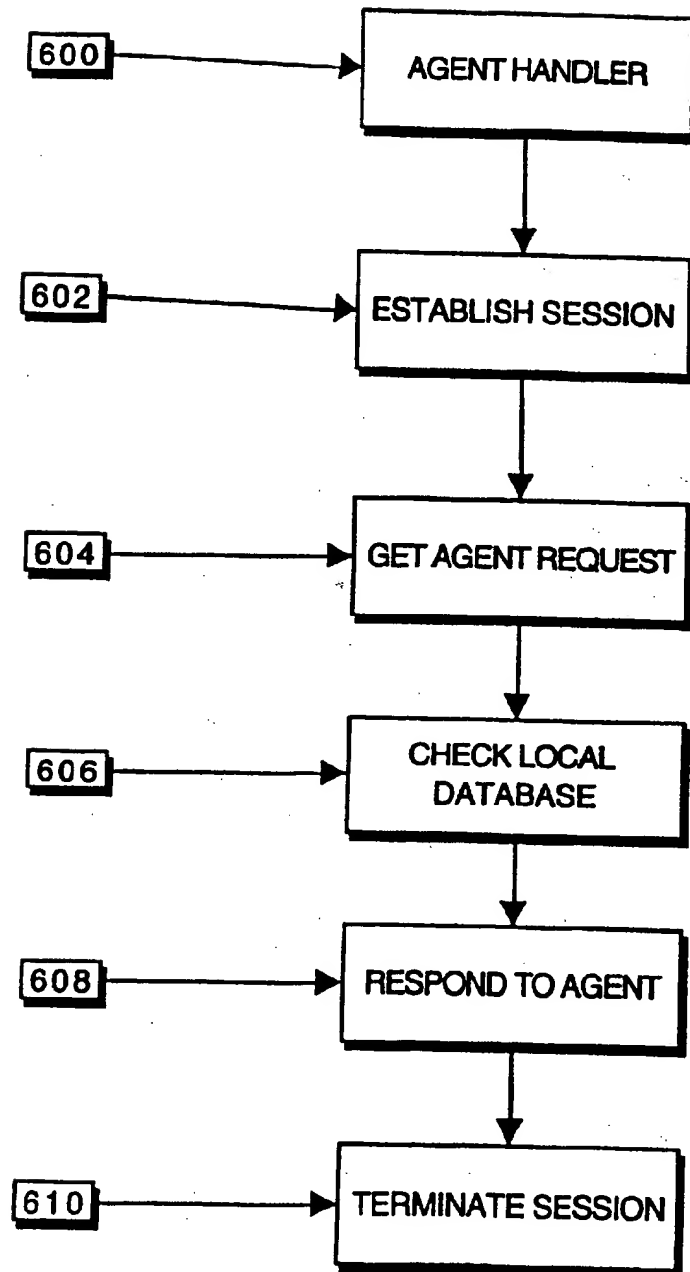 600
AGENT HANDLER
602
ESTABLISH SESSION
604
GET AGENT REQUEST
606
CHECK LOCAL
DATABASE
608
RESPOND TO AGENT
610
TERMINATE SESSION